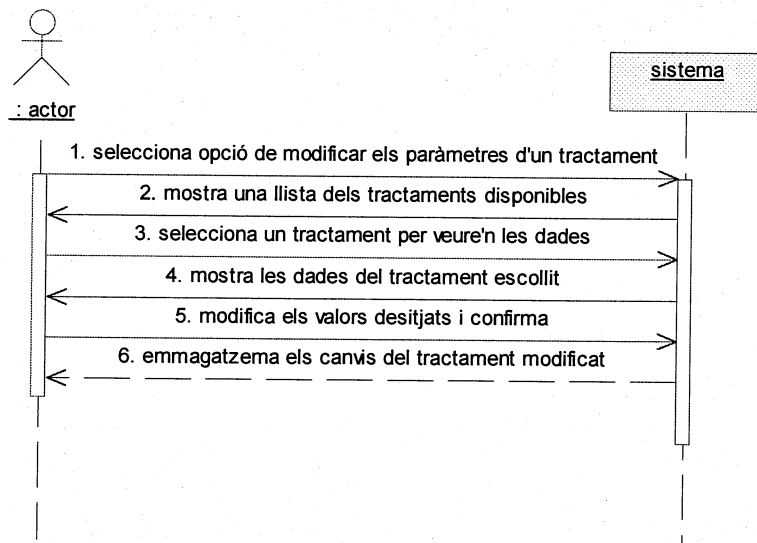 : actor
sistema
1. selecciona opció de modificar els paràmetres d'un tractament
2. mostra una llista dels tractaments disponibles
3. selecciona un tractament per veure'n les dades
4. mostra les dades del tractament escollit
5. modifica els valors desitjats i confirma
6. emmagatzema els canvis del tractament modificat